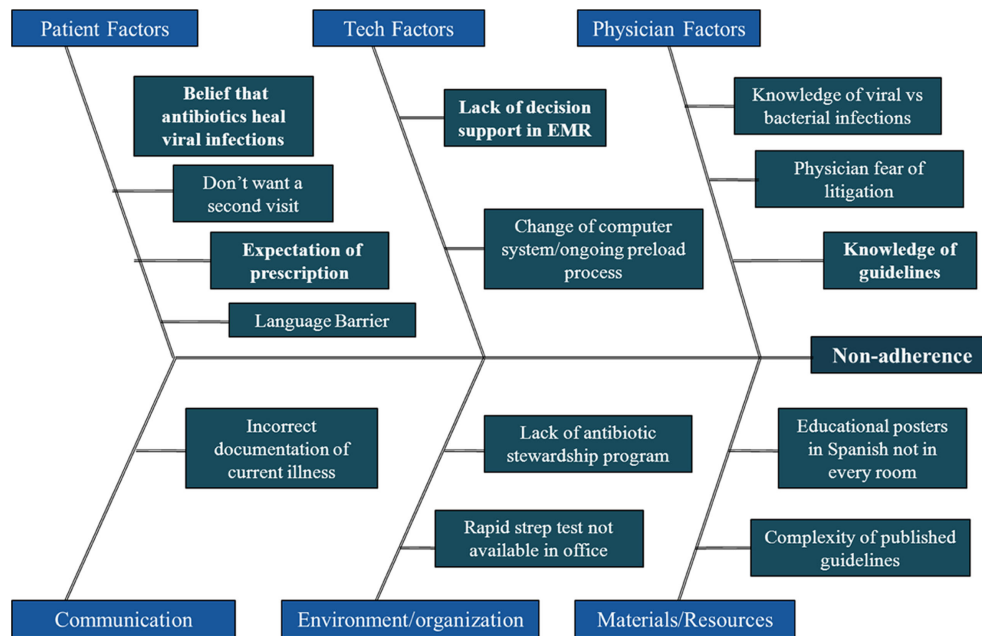 Patient Factors
Tech Factors
Physician Factors
Belief that
antibiotics heal
viral infections
Don't want a
second visit
Expectation of
prescription
Language Barrier
Lack of decision
support in EMR
Change of computer
system/ongoing preload
process
Knowledge of viral vs
bacterial infections
Physician fear of
litigation
Knowledge of
guidelines
Non-adherence
Incorrect
documentation of
current illness
Lack of antibiotic
stewardship program
Rapid strep test not
available in office
Educational posters
in Spanish not in
every room
Complexity of published
guidelines
Communication
Environment/organization
Materials/Resources